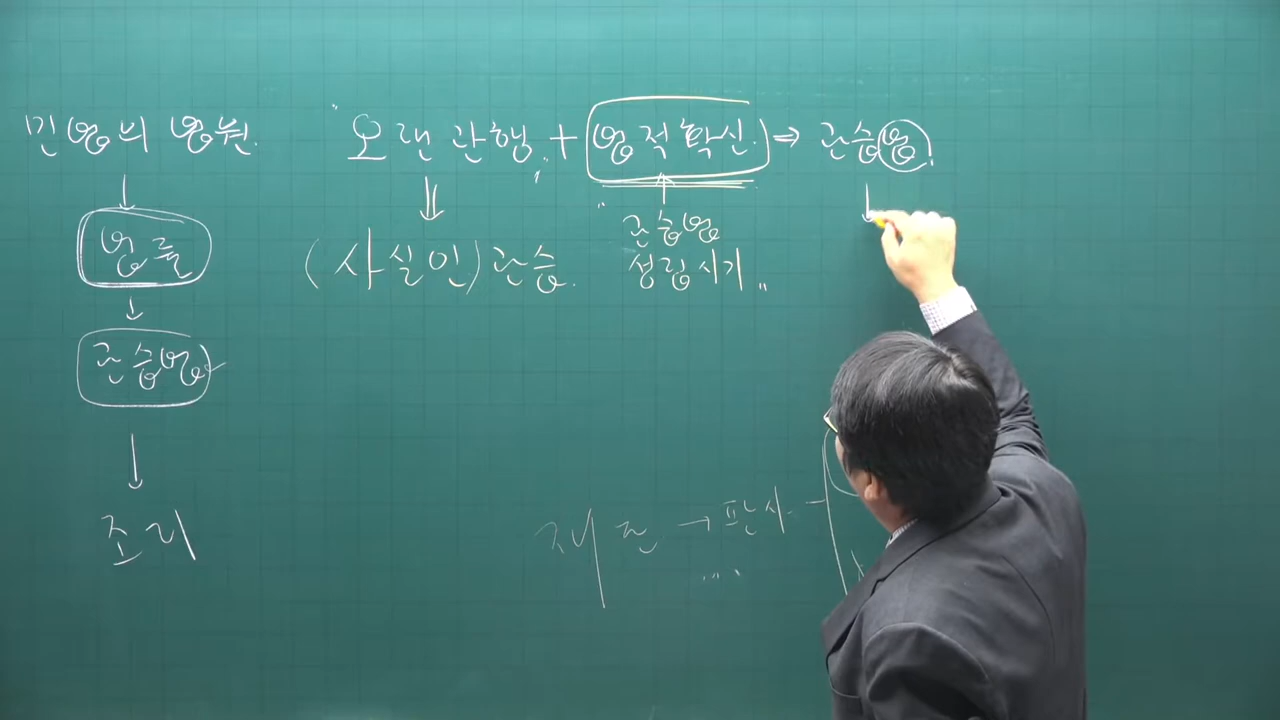 민법의 법원.
오랜 관행 + 법적 확신 ⇒ 관습법.
↓
법률
↓
관습법
↓
조리
⇓
(사실인) 관습.
↑
관습법
성립시기
↓
재판 → 판사